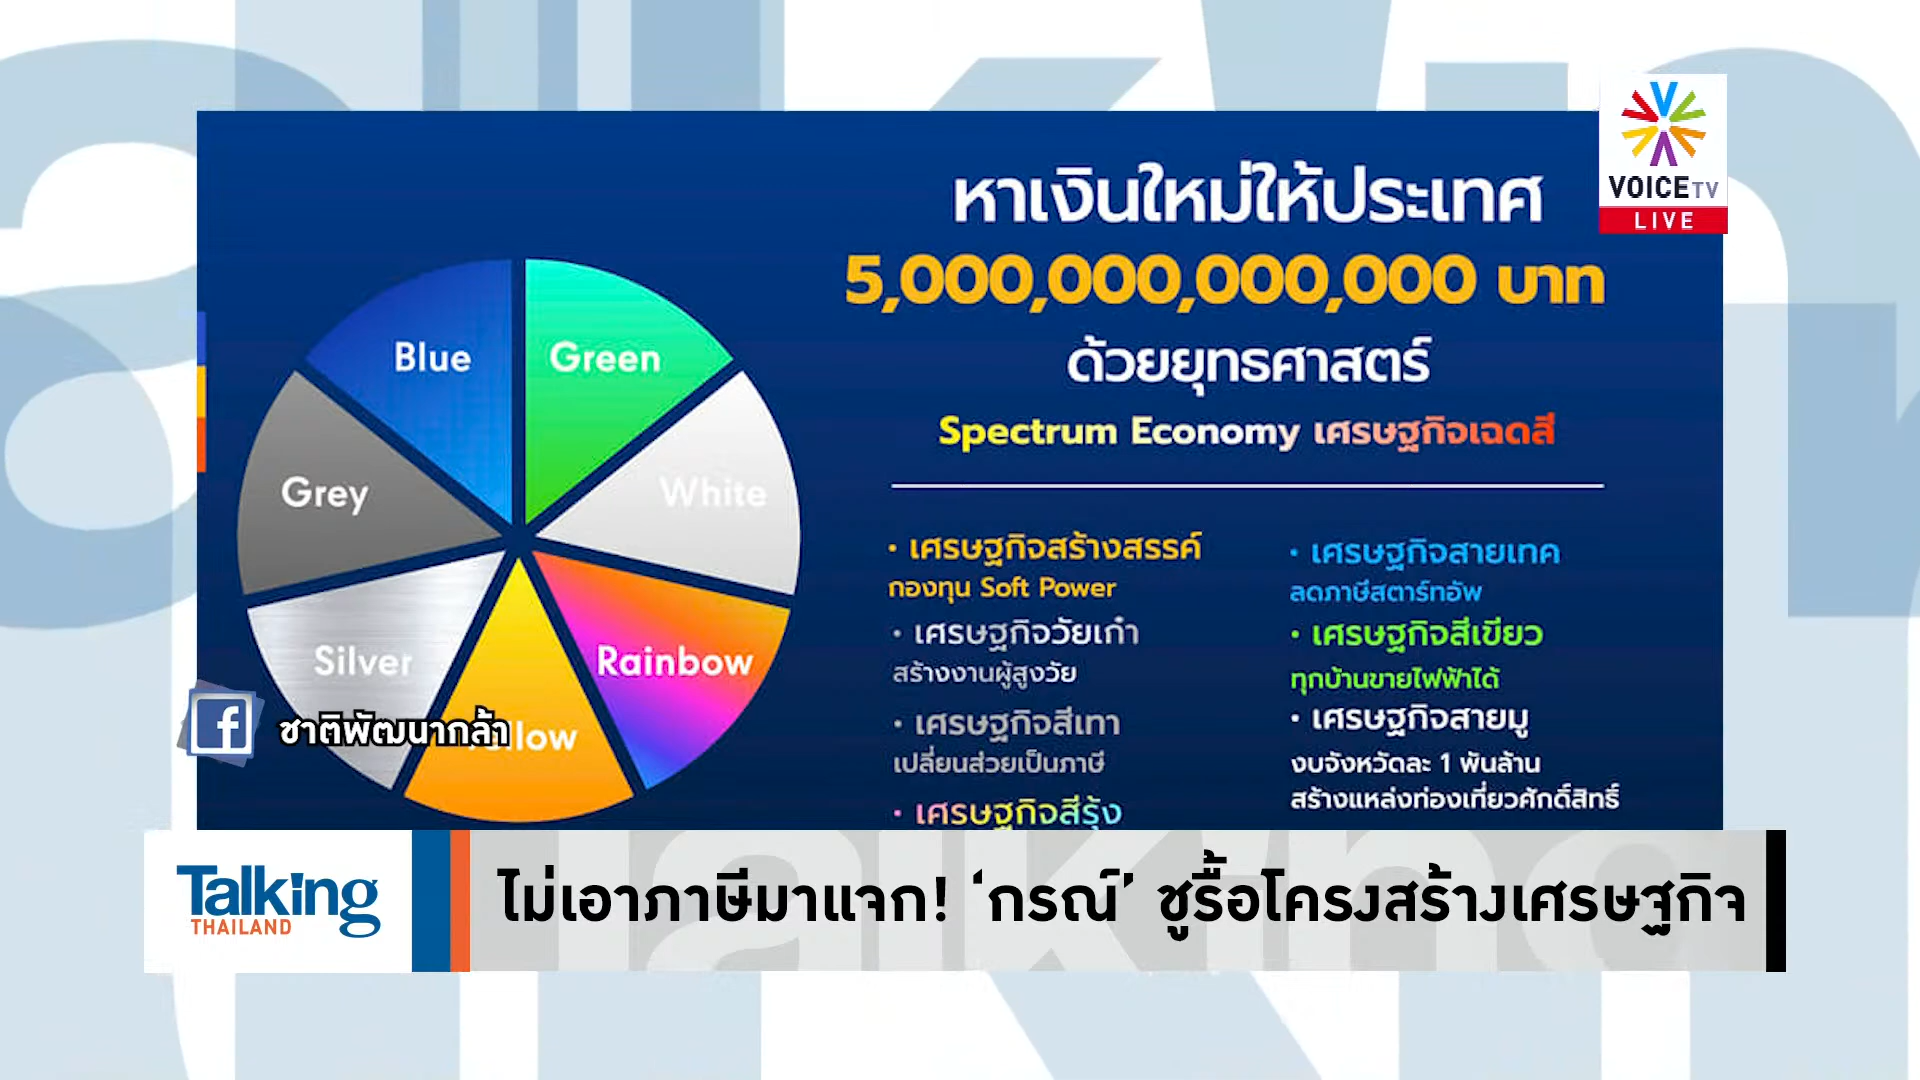 VOICE TV
LIVE
หาเงินใหม่ให้ประเทศ
5,000,000,000,000 บาท
ด้วยยุทธศาสตร์
Spectrum Economy เศรษฐกิจเฉดสี
Blue
Green
Grey
White
Silver
Rainbow
• เศรษฐกิจสร้างสรรค์
กองทุน Soft Power
• เศรษฐกิจวัยเก๋า
สร้างงานผู้สูงวัย
• เศรษฐกิจสีเทา
เปลี่ยนส่วยเป็นภาษี
• เศรษฐกิจสีรุ้ง
• เศรษฐกิจสายเทค
ลดภาษีสตาร์ทอัพ
• เศรษฐกิจสีเขียว
ทุกบ้านขายไฟฟ้าได้
• เศรษฐกิจสายมู
งบจังหวัดละ 1 พันล้าน
สร้างแหล่งท่องเที่ยวศักดิ์สิทธิ์
f ชาติพัฒนากล้า
Talking
THAILAND
ไม่เอาภาษีมาแจก! ‘กรณ์’ ชูรื้อโครงสร้างเศรษฐกิจ